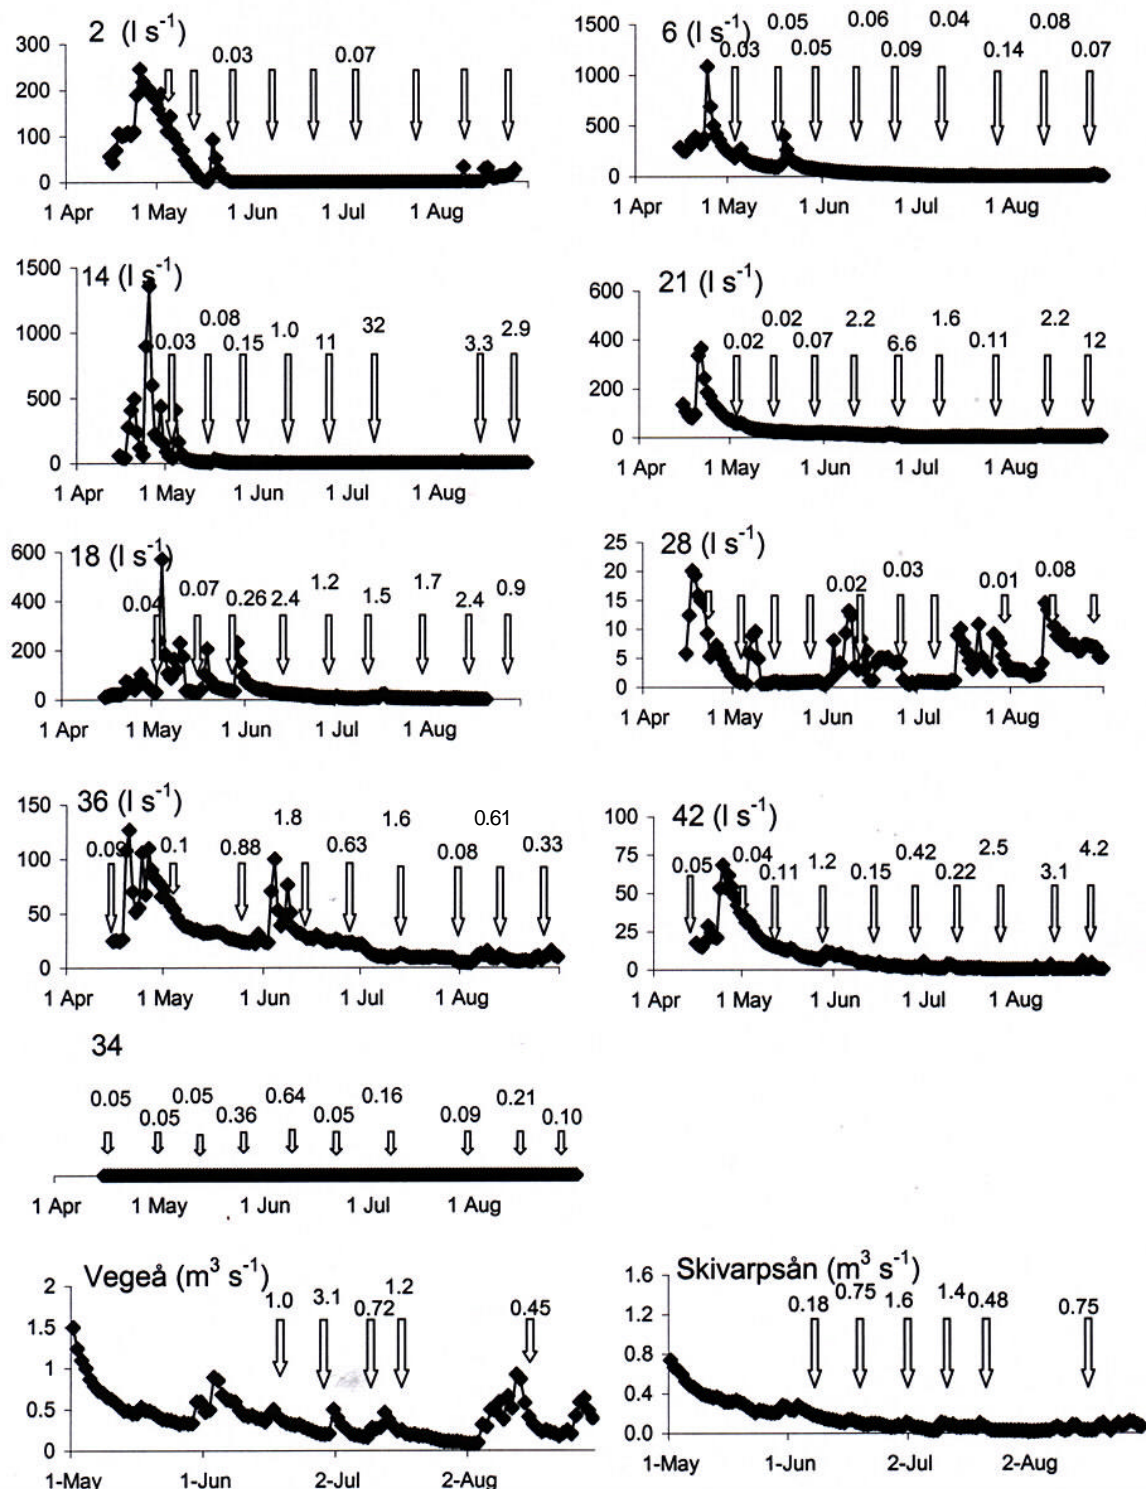 2 (l s-1)
0.03 0.07
300
200
100
0
1 Apr 1 May 1 Jun 1 Jul 1 Aug
6 (l s-1)
0.05 0.06 0.04 0.08
0.03 0.05 0.09 0.14 0.07
1500
1000
500
0
1 Apr 1 May 1 Jun 1 Jul 1 Aug
14 (l s-1)
0.08 1.0 32 2.9
0.03 0.15 11 3.3
1500
1000
500
0
1 Apr 1 May 1 Jun 1 Jul 1 Aug
21 (l s-1)
0.02 2.2 1.6 2.2
0.02 0.07 6.6 0.11 12
600
400
200
0
1 Apr 1 May 1 Jun 1 Jul 1 Aug
18 (l s-1)
0.07 1.2 1.7 0.9
0.04 0.26 2.4 1.5 2.4
600
400
200
0
1 Apr 1 May 1 Jun 1 Jul 1 Aug
28 (l s-1)
0.02 0.03 0.01 0.08
25
20
15
10
5
0
1 Apr 1 May 1 Jun 1 Jul 1 Aug
36 (l s-1)
1.8 1.6 0.61
0.09 0.1 0.88 0.63 0.08 0.33
150
100
50
0
1 Apr 1 May 1 Jun 1 Jul 1 Aug
42 (l s-1)
0.04 1.2 0.42 2.5 4.2
0.05 0.11 0.15 0.22 3.1
100
75
50
25
0
1 Apr 1 May 1 Jun 1 Jul 1 Aug
34
0.05 0.05 0.64 0.16 0.21
0.05 0.36 0.05 0.09 0.10
1 Apr 1 May 1 Jun 1 Jul 1 Aug
Vegeå (m3 s-1)
1.0 3.1 1.2 0.45
0.72
2
1.5
1
0.5
0
1-May 1-Jun 2-Jul 2-Aug
Skivarpsån (m3 s-1)
0.75 1.4 0.48
0.18 1.6 0.75
1.6
1.2
0.8
0.4
0.0
1-May 1-Jun 2-Jul 2-Aug